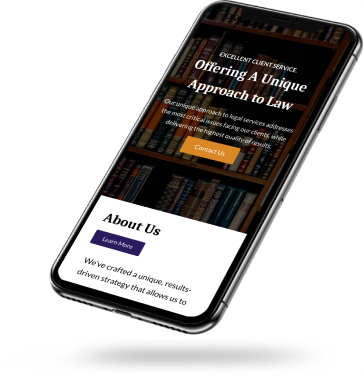 EXCELLENT CLIENT SERVICE
Offering A Unique
Approach to Law
Our unique approach to legal services addresses
the most critical issues facing our clients, while
delivering the highest quality of results.
Contact Us
About Us
Learn More
We've crafted a unique, results-
driven strategy that allows us to